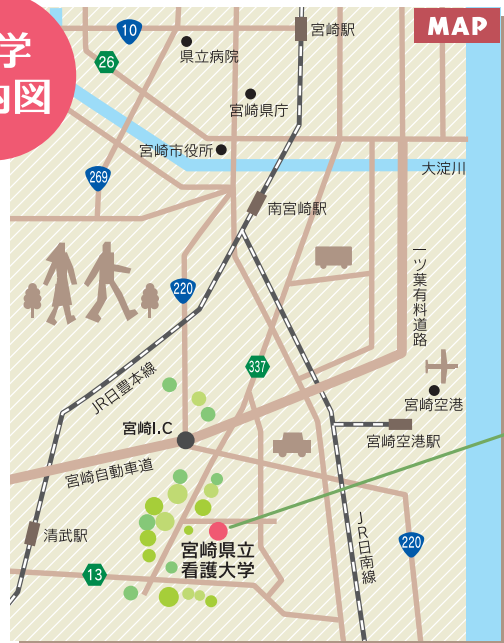 学
内図
MAP
10
宮崎駅
県立病院
26
宮崎県庁
宮崎市役所
大淀川
269
南宮崎駅
220
一ツ葉有料道路
337
JR日豊本線
宮崎空港
宮崎I.C
宮崎空港駅
宮崎自動車道
清武駅
JR日南線
220
宮崎県立
看護大学
13